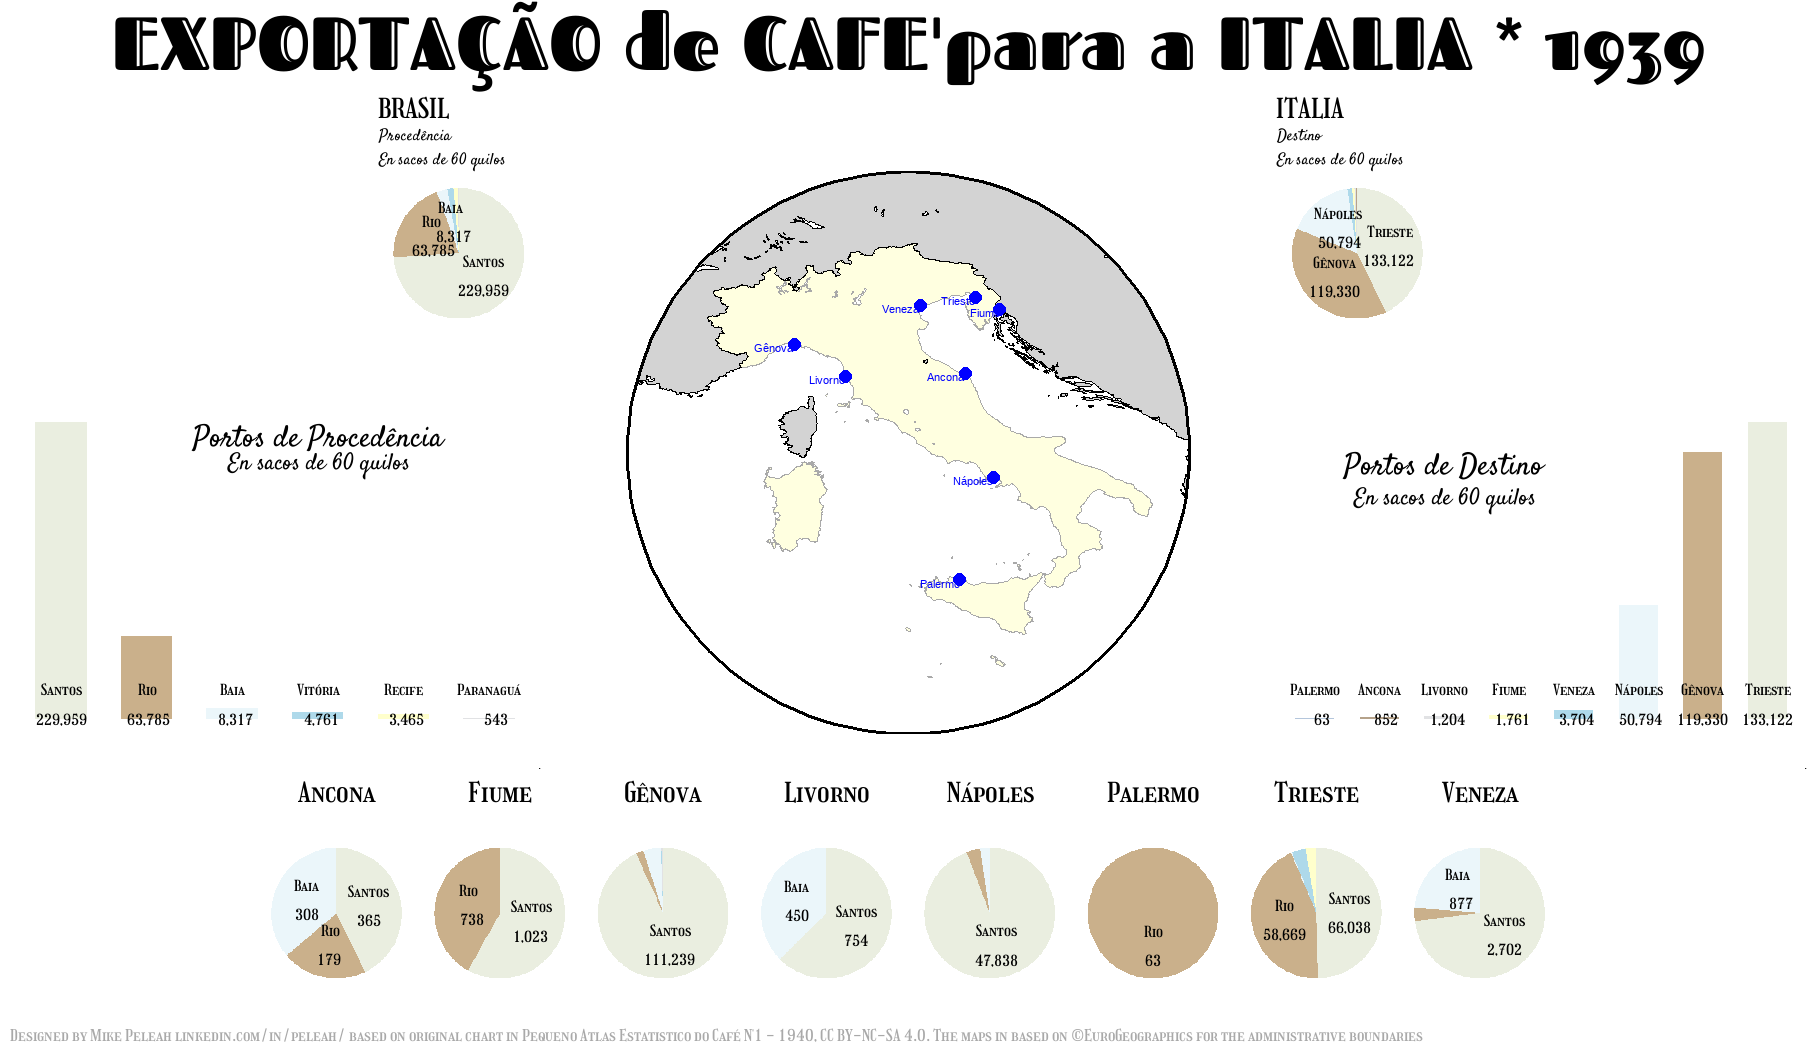 EXPORTAÇÃO de CAFE'para a ITALIA * 1939
BRASIL
Procedência
En sacos de 60 quilos
Baia
8,317
Rio
63,785
Santos
229,959
ITALIA
Destino
En sacos de 60 quilos
Nápoles
50,794
Trieste
133,122
Gênova
119,330
Veneza
Trieste
Fiume
Gênova
Livorno
Ancona
Nápoles
Palermo
Portos de Procedência
En sacos de 60 quilos
Santos Rio Baia Vitória Recife Paranaguá
229,959 63,785 8,317 4,761 3,465 543
Portos de Destino
En sacos de 60 quilos
Palermo Ancona Livorno Fiume Veneza Nápoles Gênova Trieste
63 852 1,204 1,761 3,704 50,794 119,330 133,122
Ancona
Baia
308
Santos
365
Rio
179
Fiume
Rio
738
Santos
1,023
Gênova
Santos
111,239
Livorno
Baia
450
Santos
754
Nápoles
Santos
47,838
Palermo
Rio
63
Trieste
Rio
58,669
Santos
66,038
Veneza
Baia
877
Santos
2,702
Designed by Mike Peleah linkedin.com/in/peleah/ based on original chart in Pequeno Atlas Estatistico do Café N1 - 1940, CC BY-NC-SA 4.0. The maps in based on ©EuroGeographics for the administrative boundaries